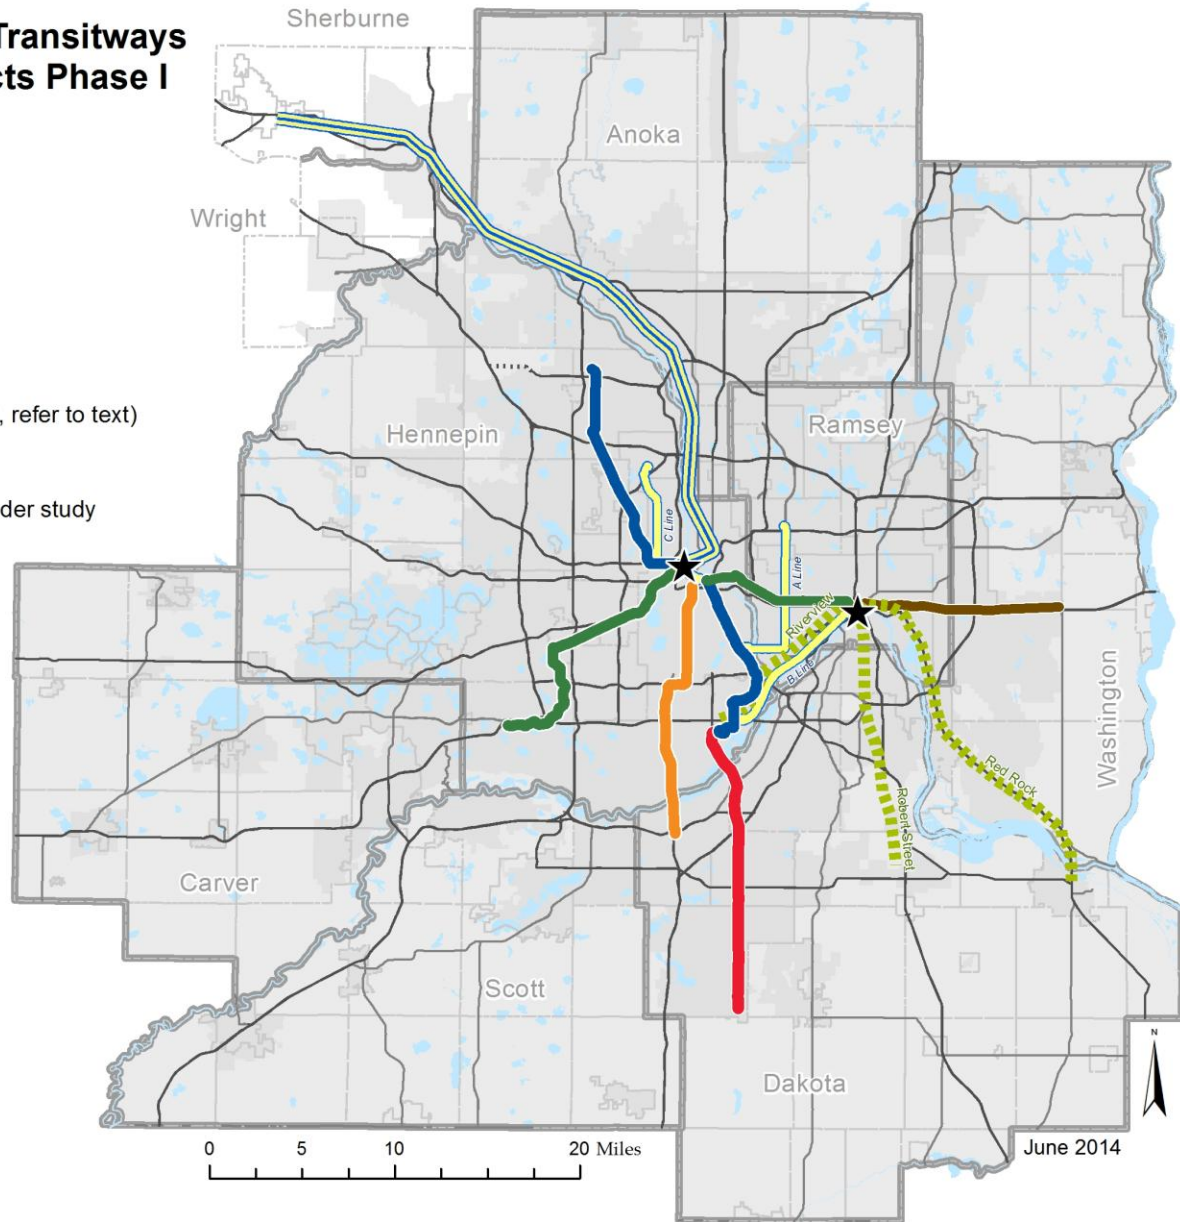 Transitways
cts Phase I
, refer to text)
der study
Sherburne
Anoka
Wright
Hennepin
Ramsey
C Line
A Line
Riverview
B Line
Washington
Red Rock
Robert Street
Carver
Scott
Dakota
N
0 5 10 20 Miles
June 2014